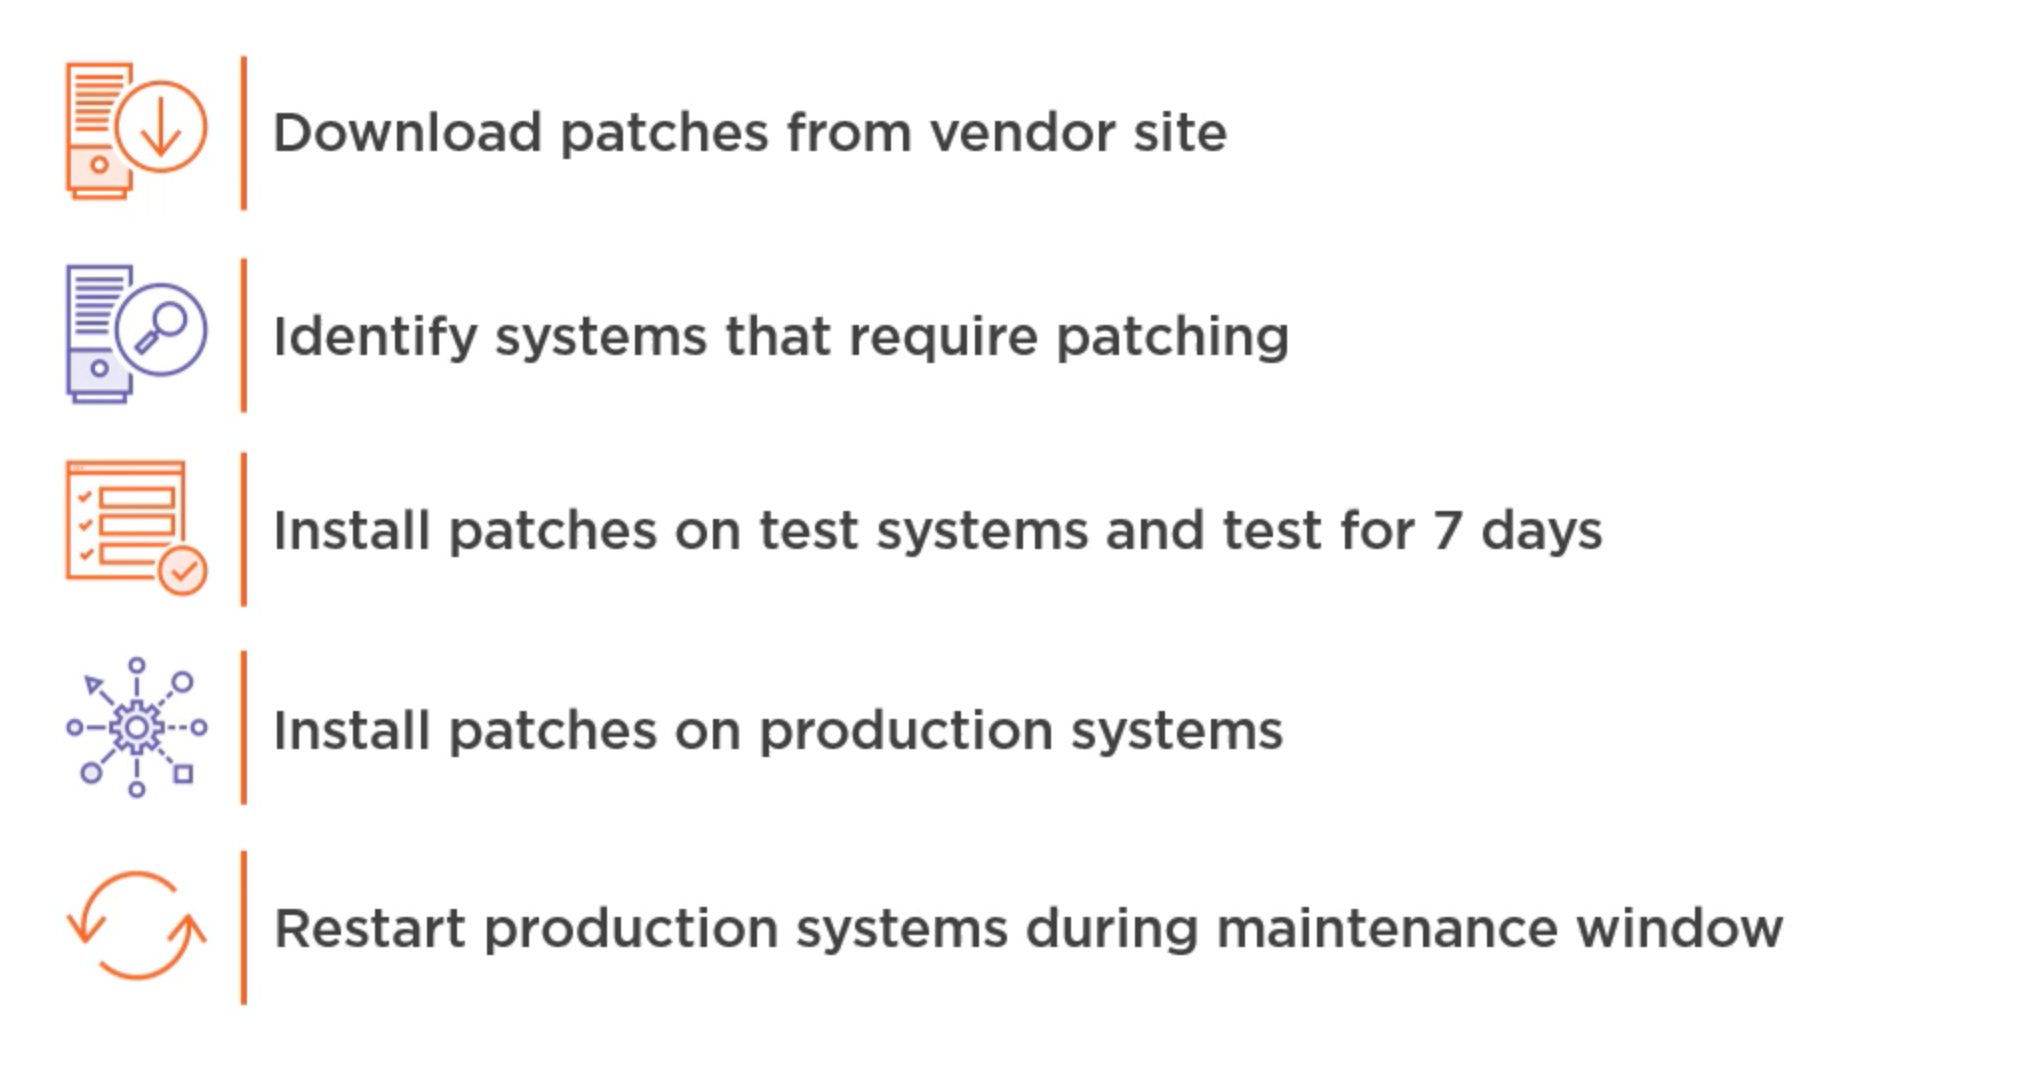 Download patches from vendor site
Identify systems that require patching
Install patches on test systems and test for 7 days
Install patches on production systems
Restart production systems during maintenance window